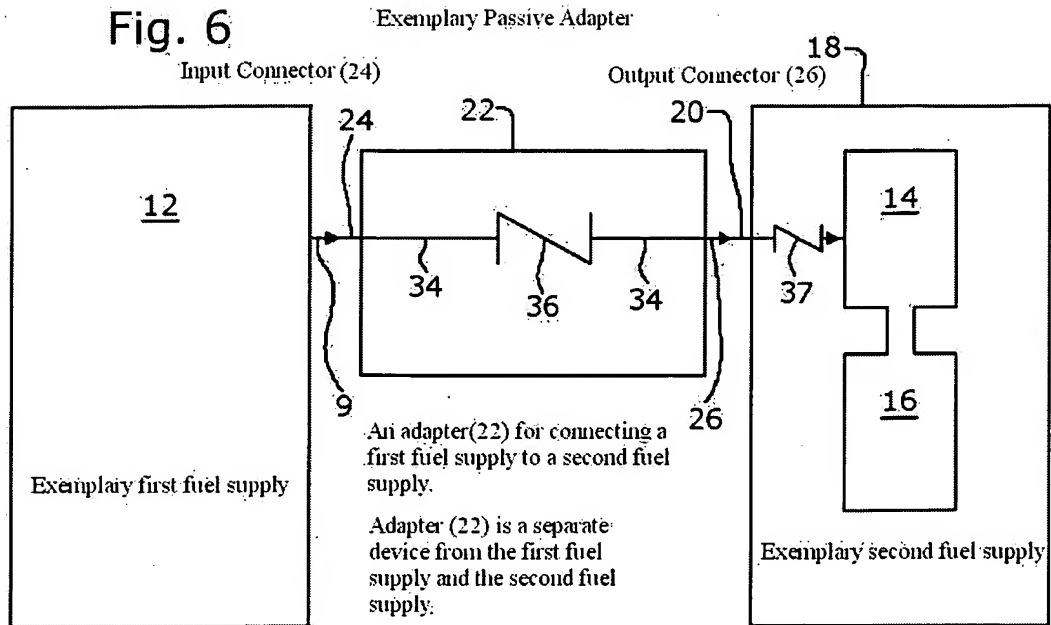 Fig. 6
Exemplary Passive Adapter
Input Connector (24)
Output Connector (26)
18
24
22
20
12
14
34
36
34
37
9
26
16
An adapter(22) for connecting a
first fuel supply to a second fuel
supply.
Adapter (22) is a separate
device from the first fuel
supply and the second fuel
supply.
Exemplary first fuel supply
Exemplary second fuel supply